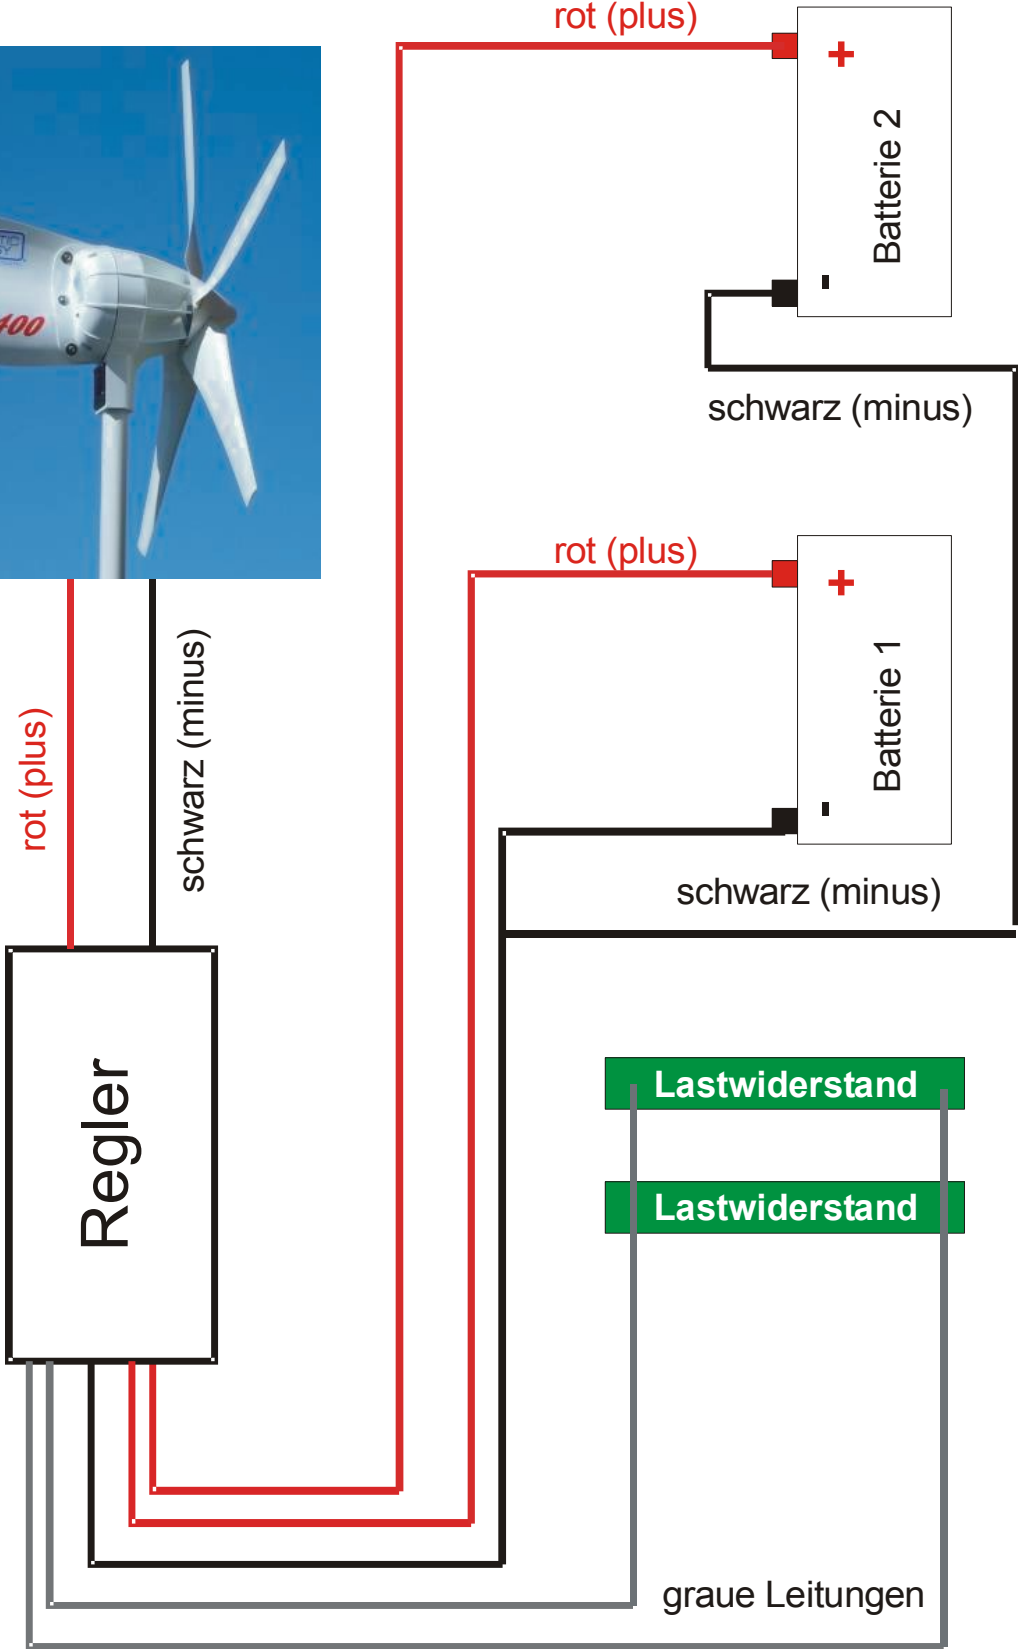 rot (plus)
+
Batterie 2
-
schwarz (minus)
400
rot (plus)
+
Batterie 1
-
schwarz (minus)
rot (plus)
schwarz (minus)
Regler
Lastwiderstand
Lastwiderstand
graue Leitungen